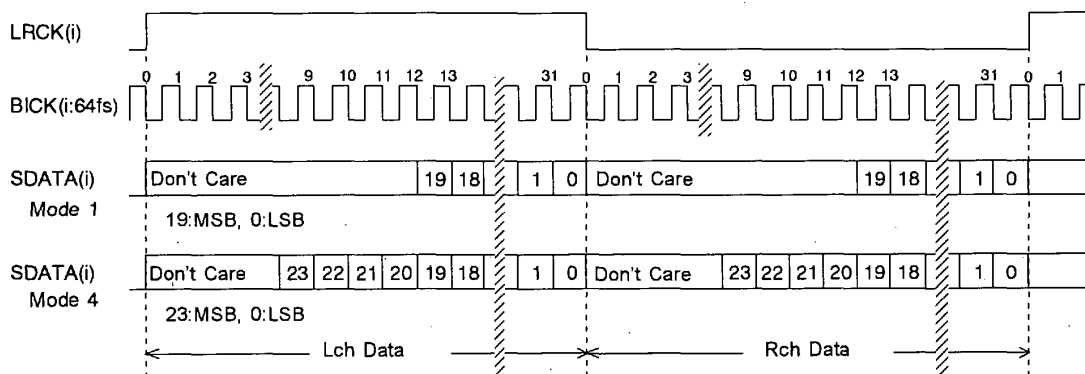 LRCK(i)
0 1 2 3 9 10 11 12 13 31 0 1 2 3 9 10 11 12 13 31 0 1
BICK(i:64fs)
SDATA(i) Don't Care 19 18 1 0 Don't Care 19 18 1 0
Mode 1
19:MSB, 0:LSB
SDATA(i) Don't Care 23 22 21 20 19 18 1 0 Don't Care 23 22 21 20 19 18 1 0
Mode 4
23:MSB, 0:LSB
Lch Data Rch Data